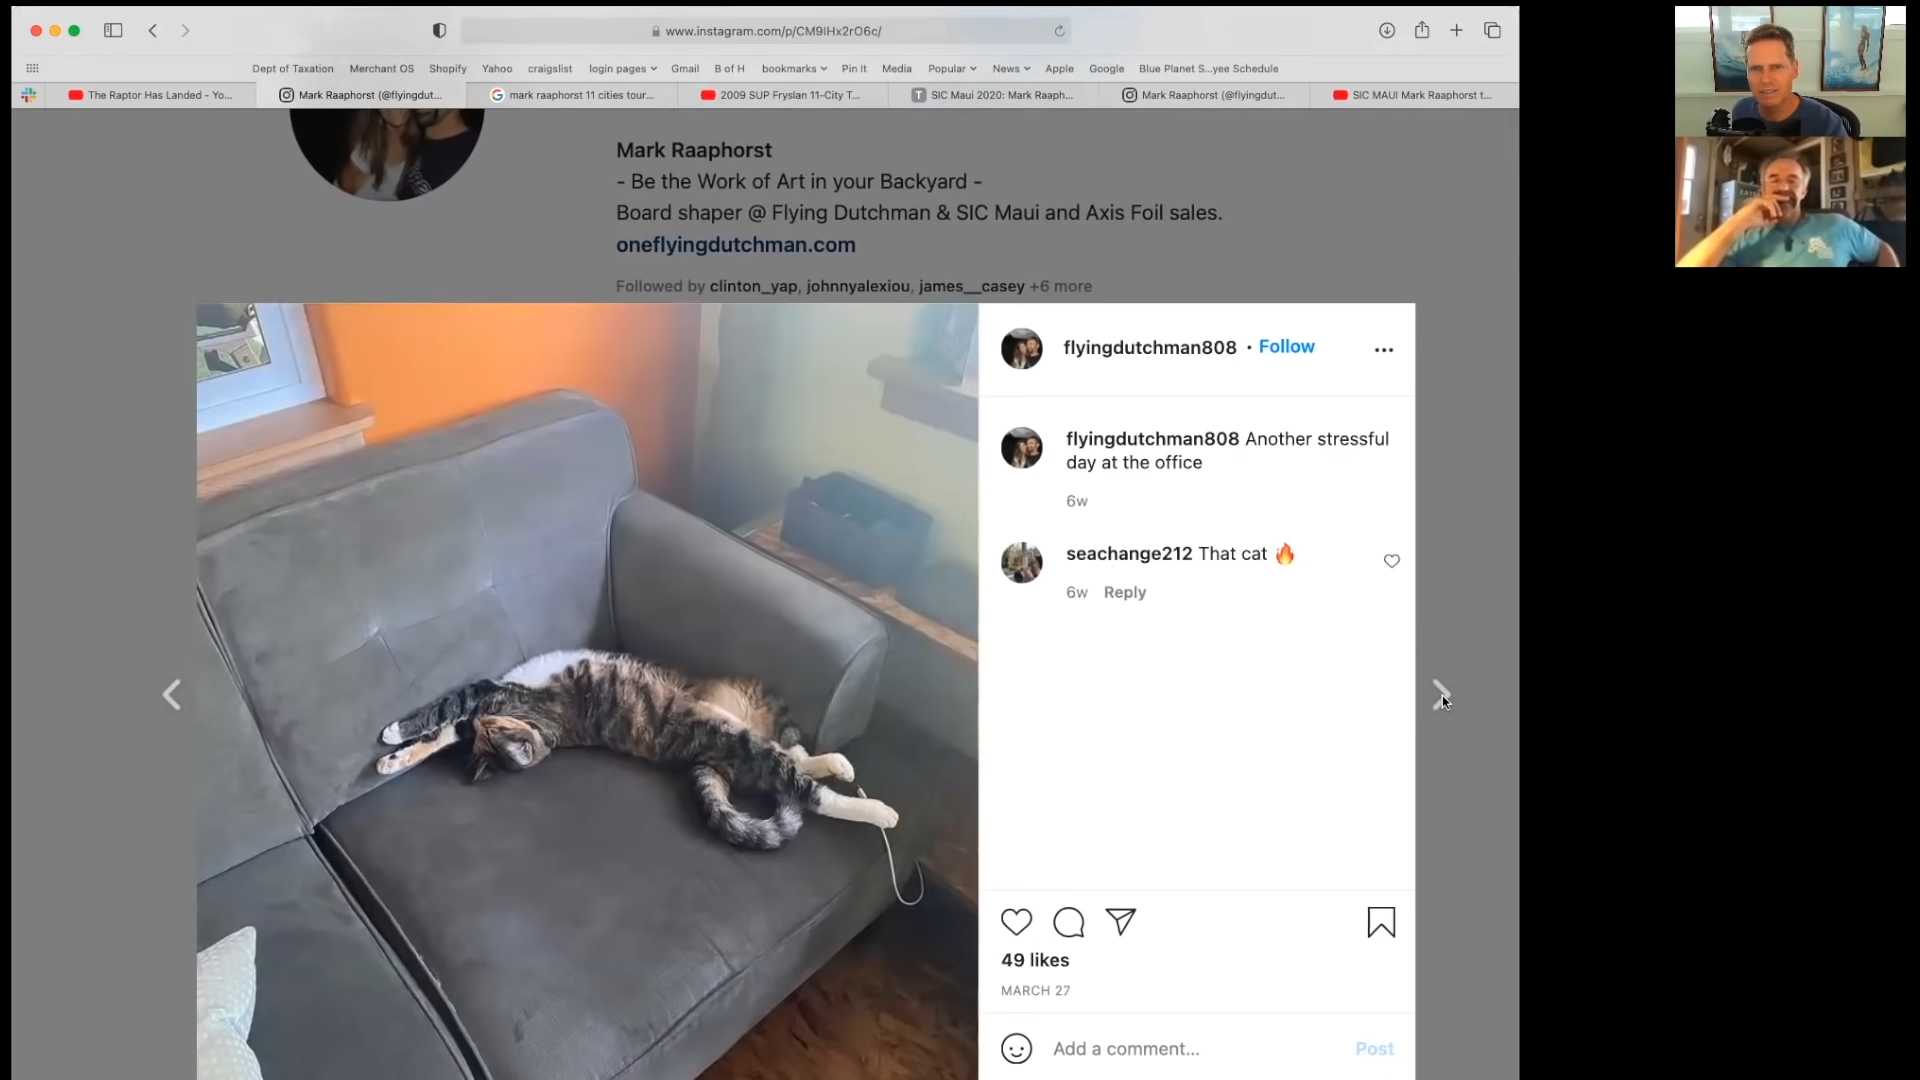 www.instagram.com/p/CM9lHx2rO6c/
Dept of Taxation Merchant OS Shopify Yahoo craigslist login pages Gmail B of H bookmarks Pin It Media Popular News Apple Google Blue Planet S...yee Schedule
The Raptor Has Landed - Yo... Mark Raaphorst (@flyingdut... mark raaphorst 11 cities tour... 2009 SUP Fryslan 11-City T... T SIC Maui 2020: Mark Raaph... Mark Raaphorst (@flyingdut... SIC MAUI Mark Raaphorst t...
Mark Raaphorst
- Be the Work of Art in your Backyard -
Board shaper @ Flying Dutchman & SIC Maui and Axis Foil sales.
oneflyingdutchman.com
Followed by clinton_yap, johnnyalexiou, james__casey +6 more
flyingdutchman808 • Follow
flyingdutchman808 Another stressful
day at the office
6w
seachange212 That cat 🔥
6w Reply
49 likes
MARCH 27
Add a comment... Post